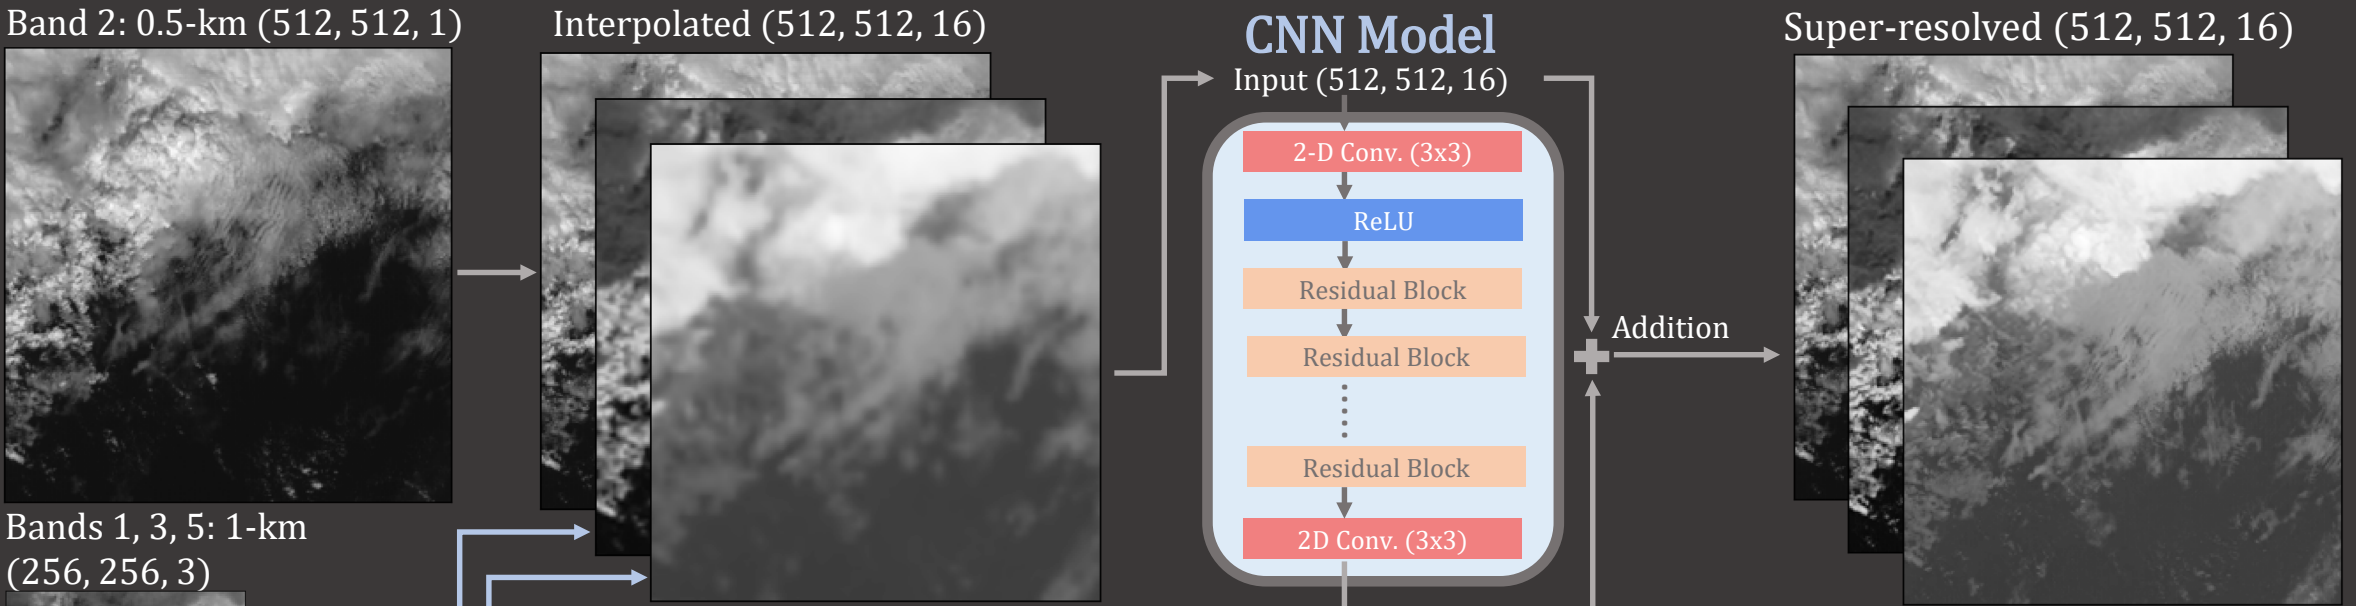 Band 2: 0.5-km (512, 512, 1)
Interpolated (512, 512, 16)
CNN Model
Input (512, 512, 16)
Super-resolved (512, 512, 16)
2-D Conv. (3x3)
ReLU
Residual Block
Residual Block
Residual Block
2D Conv. (3x3)
Addition
Bands 1, 3, 5: 1-km
(256, 256, 3)